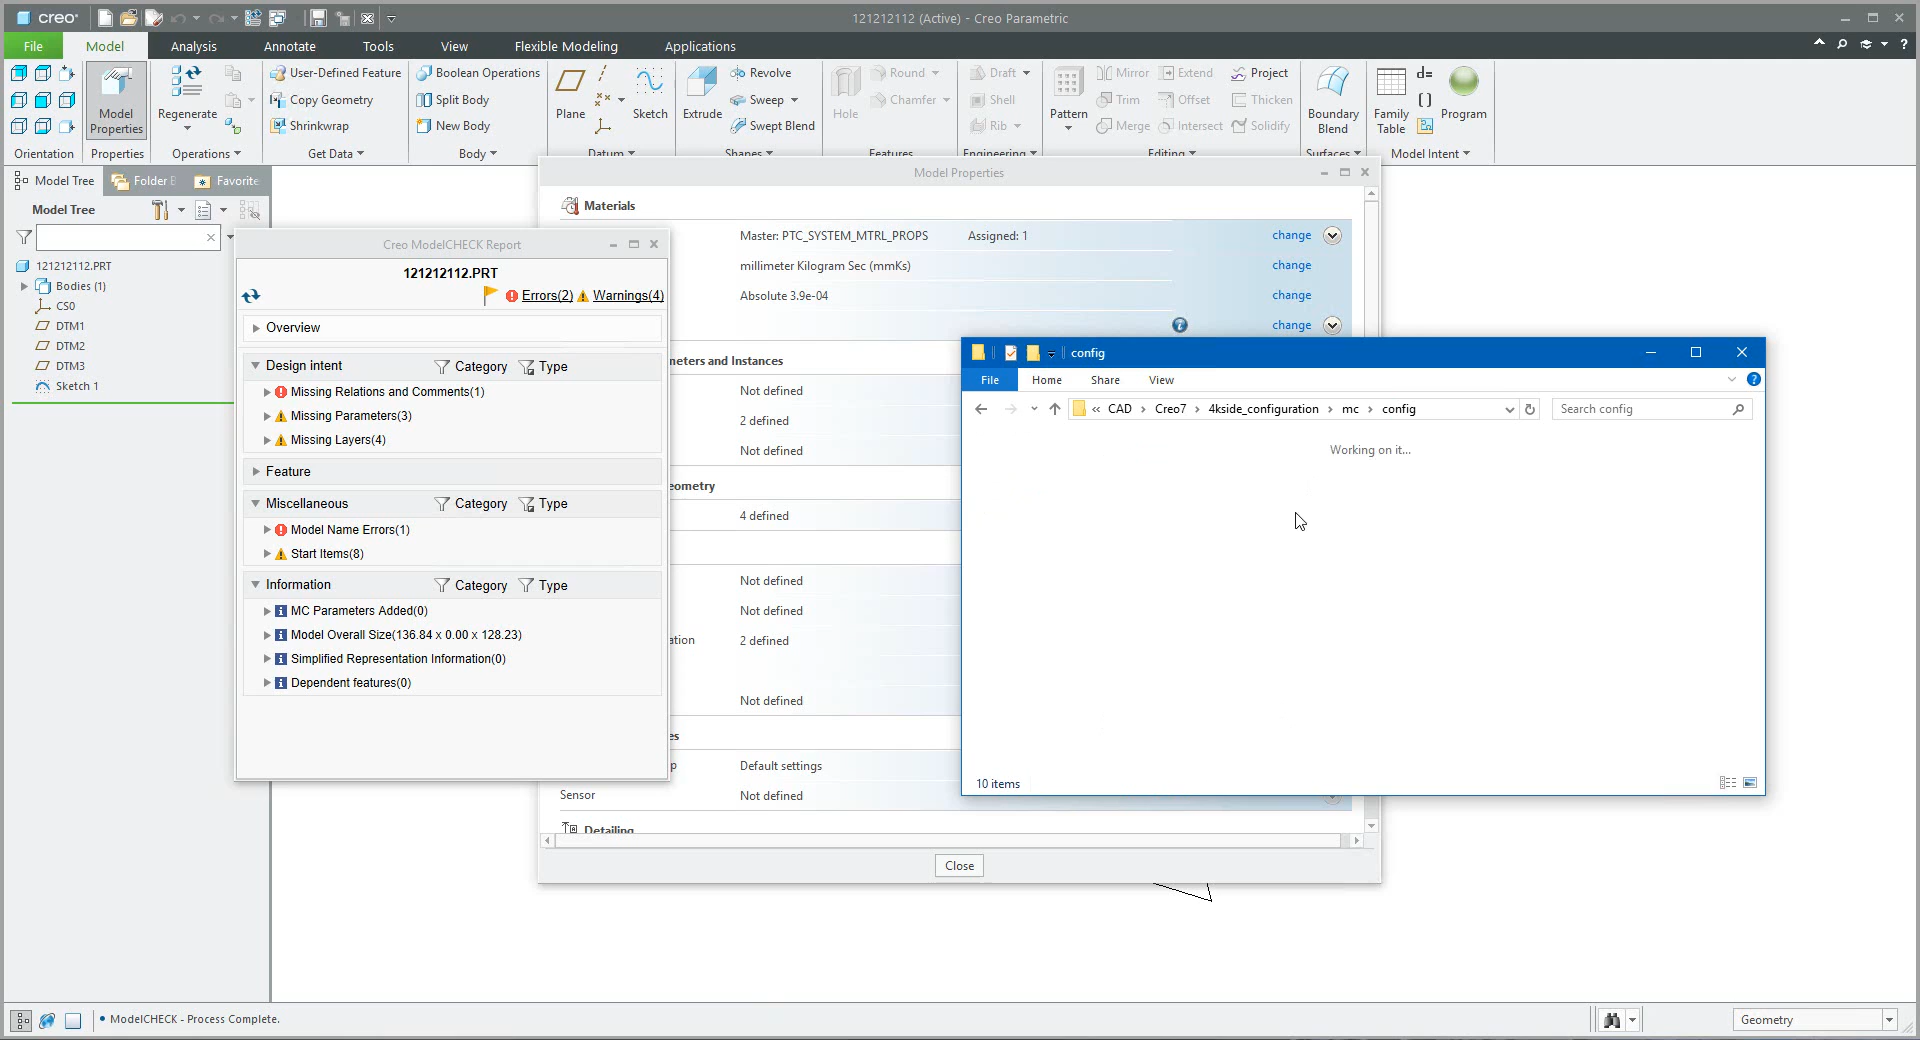 creo
121212112 (Active) - Creo Parametric
File Model Analysis Annotate Tools View Flexible Modeling Applications
Model Properties
Regenerate
User-Defined Feature
Copy Geometry
Shrinkwrap
Boolean Operations
Split Body
New Body
Plane
Sketch
Extrude
Revolve
Sweep
Swept Blend
Hole
Round
Chamfer
Draft
Shell
Rib
Pattern
Mirror
Trim
Merge
Extend
Offset
Intersect
Project
Thicken
Solidify
Boundary Blend
Family Table
d=
Program
Orientation Properties Operations Get Data Body Datum Shapes Features Engineering Editing Surfaces Model Intent
Model Tree Folder B Favorite
Model Tree
121212112.PRT
Bodies (1)
CS0
DTM1
DTM2
DTM3
Sketch 1
Creo ModelCHECK Report
121212112.PRT
Errors(2) Warnings(4)
Overview
Design intent Category Type
Missing Relations and Comments(1)
Missing Parameters(3)
Missing Layers(4)
Feature
Miscellaneous Category Type
Model Name Errors(1)
Start Items(8)
Information Category Type
MC Parameters Added(0)
Model Overall Size(136.84 x 0.00 x 128.23)
Simplified Representation Information(0)
Dependent features(0)
Model Properties
Materials
Master: PTC_SYSTEM_MTRL_PROPS Assigned: 1 change
millimeter Kilogram Sec (mmKs) change
Absolute 3.9e-04 change
change
neters and Instances
Not defined
2 defined
Not defined
eometry
4 defined
Not defined
Not defined
ation 2 defined
Not defined
es
p Default settings
Sensor Not defined
Detailing
Close
config
File Home Share View
« CAD › Creo7 › 4kside_configuration › mc › config
Search config
Working on it...
10 items
• ModelCHECK - Process Complete.
Geometry